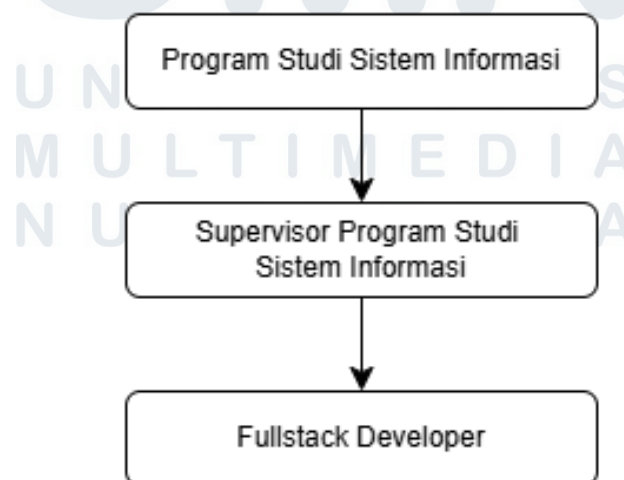 Program Studi Sistem Informasi
U N S
M U L T I M E D I A
Supervisor Program Studi
N U A
Sistem Informasi
Fullstack Developer